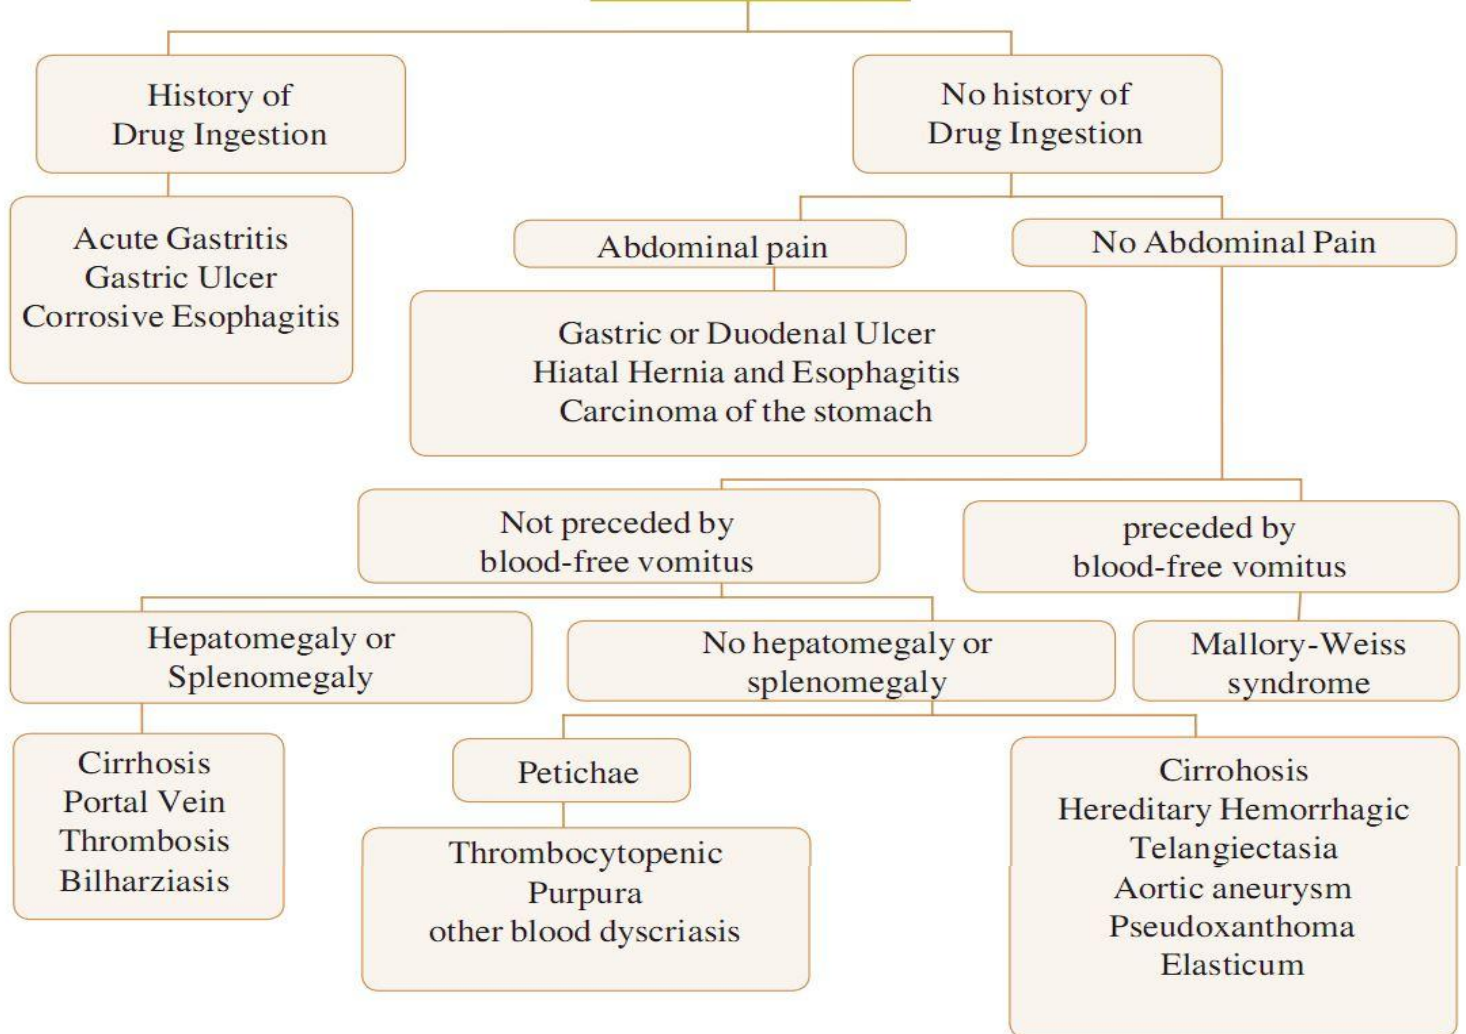 History of
Drug Ingestion
No history of
Drug Ingestion
Acute Gastritis
Gastric Ulcer
Corrosive Esophagitis
Abdominal pain
No Abdominal Pain
Gastric or Duodenal Ulcer
Hiatal Hernia and Esophagitis
Carcinoma of the stomach
Not preceded by
blood-free vomitus
preceded by
blood-free vomitus
Hepatomegaly or
Splenomegaly
No hepatomegaly or
splenomegaly
Mallory-Weiss
syndrome
Cirrhosis
Portal Vein
Thrombosis
Bilharziasis
Petichae
Thrombocytopenic
Purpura
other blood dyscriasis
Cirrohosis
Hereditary Hemorrhagic
Telangiectasia
Aortic aneurysm
Pseudoxanthoma
Elasticum